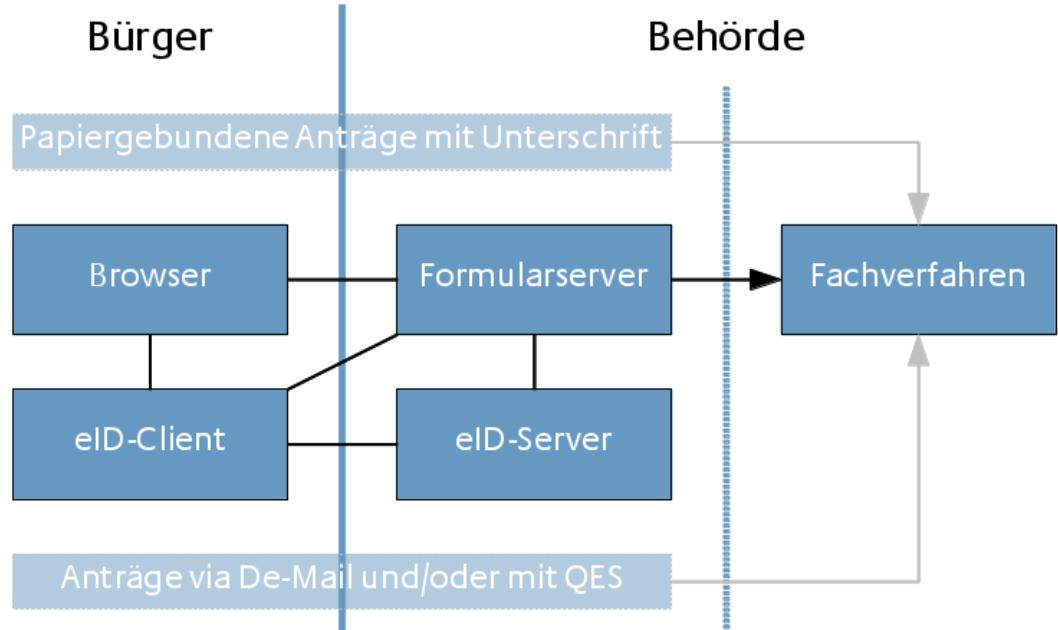 Bürger
Behörde
Papiergebundene Anträge mit Unterschrift
Browser
Formularserver
Fachverfahren
eID-Client
eID-Server
Anträge via De-Mail und/oder mit QES